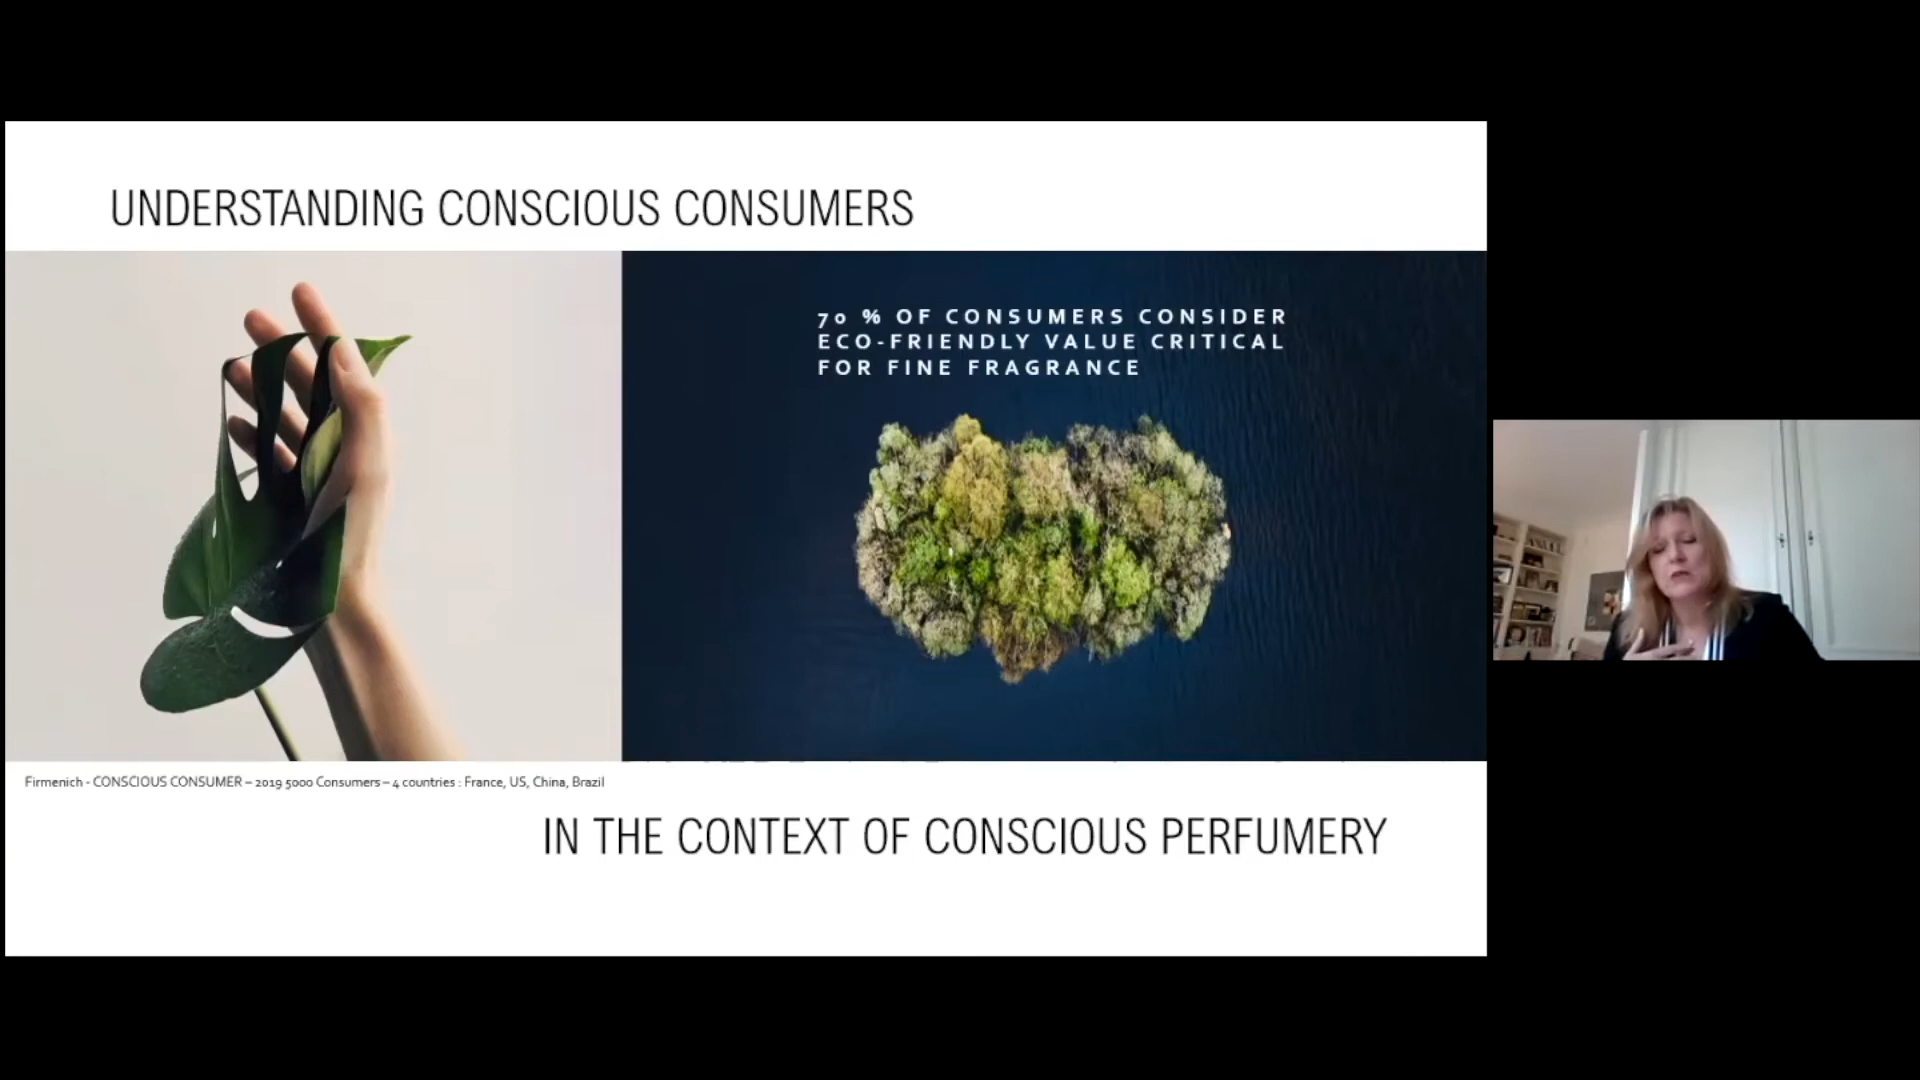 UNDERSTANDING CONSCIOUS CONSUMERS
70 % OF CONSUMERS CONSIDER
ECO-FRIENDLY VALUE CRITICAL
FOR FINE FRAGRANCE
Firmenich - CONSCIOUS CONSUMER – 2019 5000 Consumers – 4 countries : France, US, China, Brazil
IN THE CONTEXT OF CONSCIOUS PERFUMERY